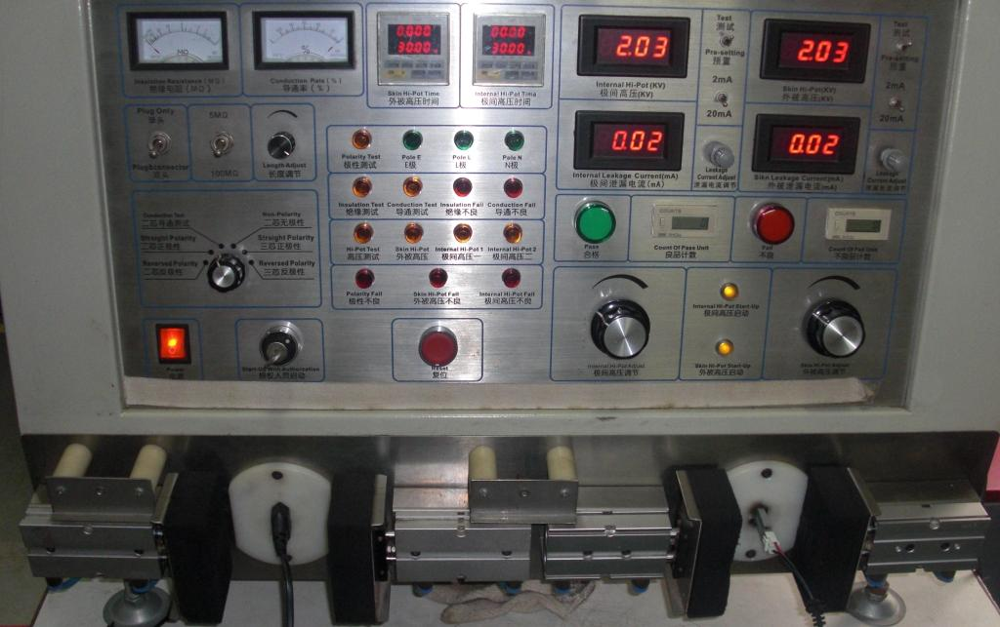 MΩ
Insulation Resistance (MΩ)
绝缘电阻 (MΩ)
%
Conduction Rate (%)
导通率 (%)
0.000
30.00
Skin Hi-Pot Time
外被高压时间
0.000
30.00
Internal Hi-Pot Time
极间高压时间
2.03
Internal Hi-Pot(KV)
极间高压(KV)
Test
测试
Pre-setting
预置
2mA
20mA
2.03
Skin Hi-Pot(KV)
外被高压(KV)
Test
测试
Pre-setting
预置
2mA
20mA
0.02
Internal Leakage Current(mA)
极间泄漏电流(mA)
Leakage
Current Adjust
泄漏电流调节
0.02
Sikn Leakage Current(mA)
外被泄漏电流(mA)
Leakage
Current Adjust
泄漏电流调节
Plug Only
Plug&connector
5MΩ
100MΩ
Length Adjust
长度调节
Polarity Test
极性测试
Pole E
E极
Pole L
L极
Pole N
N极
Insulation Test
绝缘测试
Conduction Test
导通测试
Insulation Fail
绝缘不良
Conduction Fail
导通不良
Hi-Pot Test
高压测试
Skin Hi-Pot
外被高压
Internal Hi-Pot 1
极间高压一
Internal Hi-Pot 2
极间高压二
Polarity Fail
极性不良
Skin Hi-Pot Fail
外被高压不良
Internal Hi-Pot Fail
极间高压不良
Conduction Test
二芯导通测试
Non-Polarity
二芯无极性
Straight Polarity
二芯正极性
Straight Polarity
三芯正极性
Reversed Polarity
二芯反极性
Reversed Polarity
三芯反极性
Pass
合格
COUNTS
0
Count Of Pass Unit
良品计数
Fail
不良
COUNTS
0
Count Of Fail Unit
不良品计数
Internal Hi-Pot Adjust
极间高压调节
Internal Hi-Pot Start-Up
极间高压启动
Skin Hi-Pot Start-Up
外被高压启动
Skin Hi-Pot Adjust
外被高压调节
Power
电源
Start-Up With Authorization
授权人员启动
Reset
复位